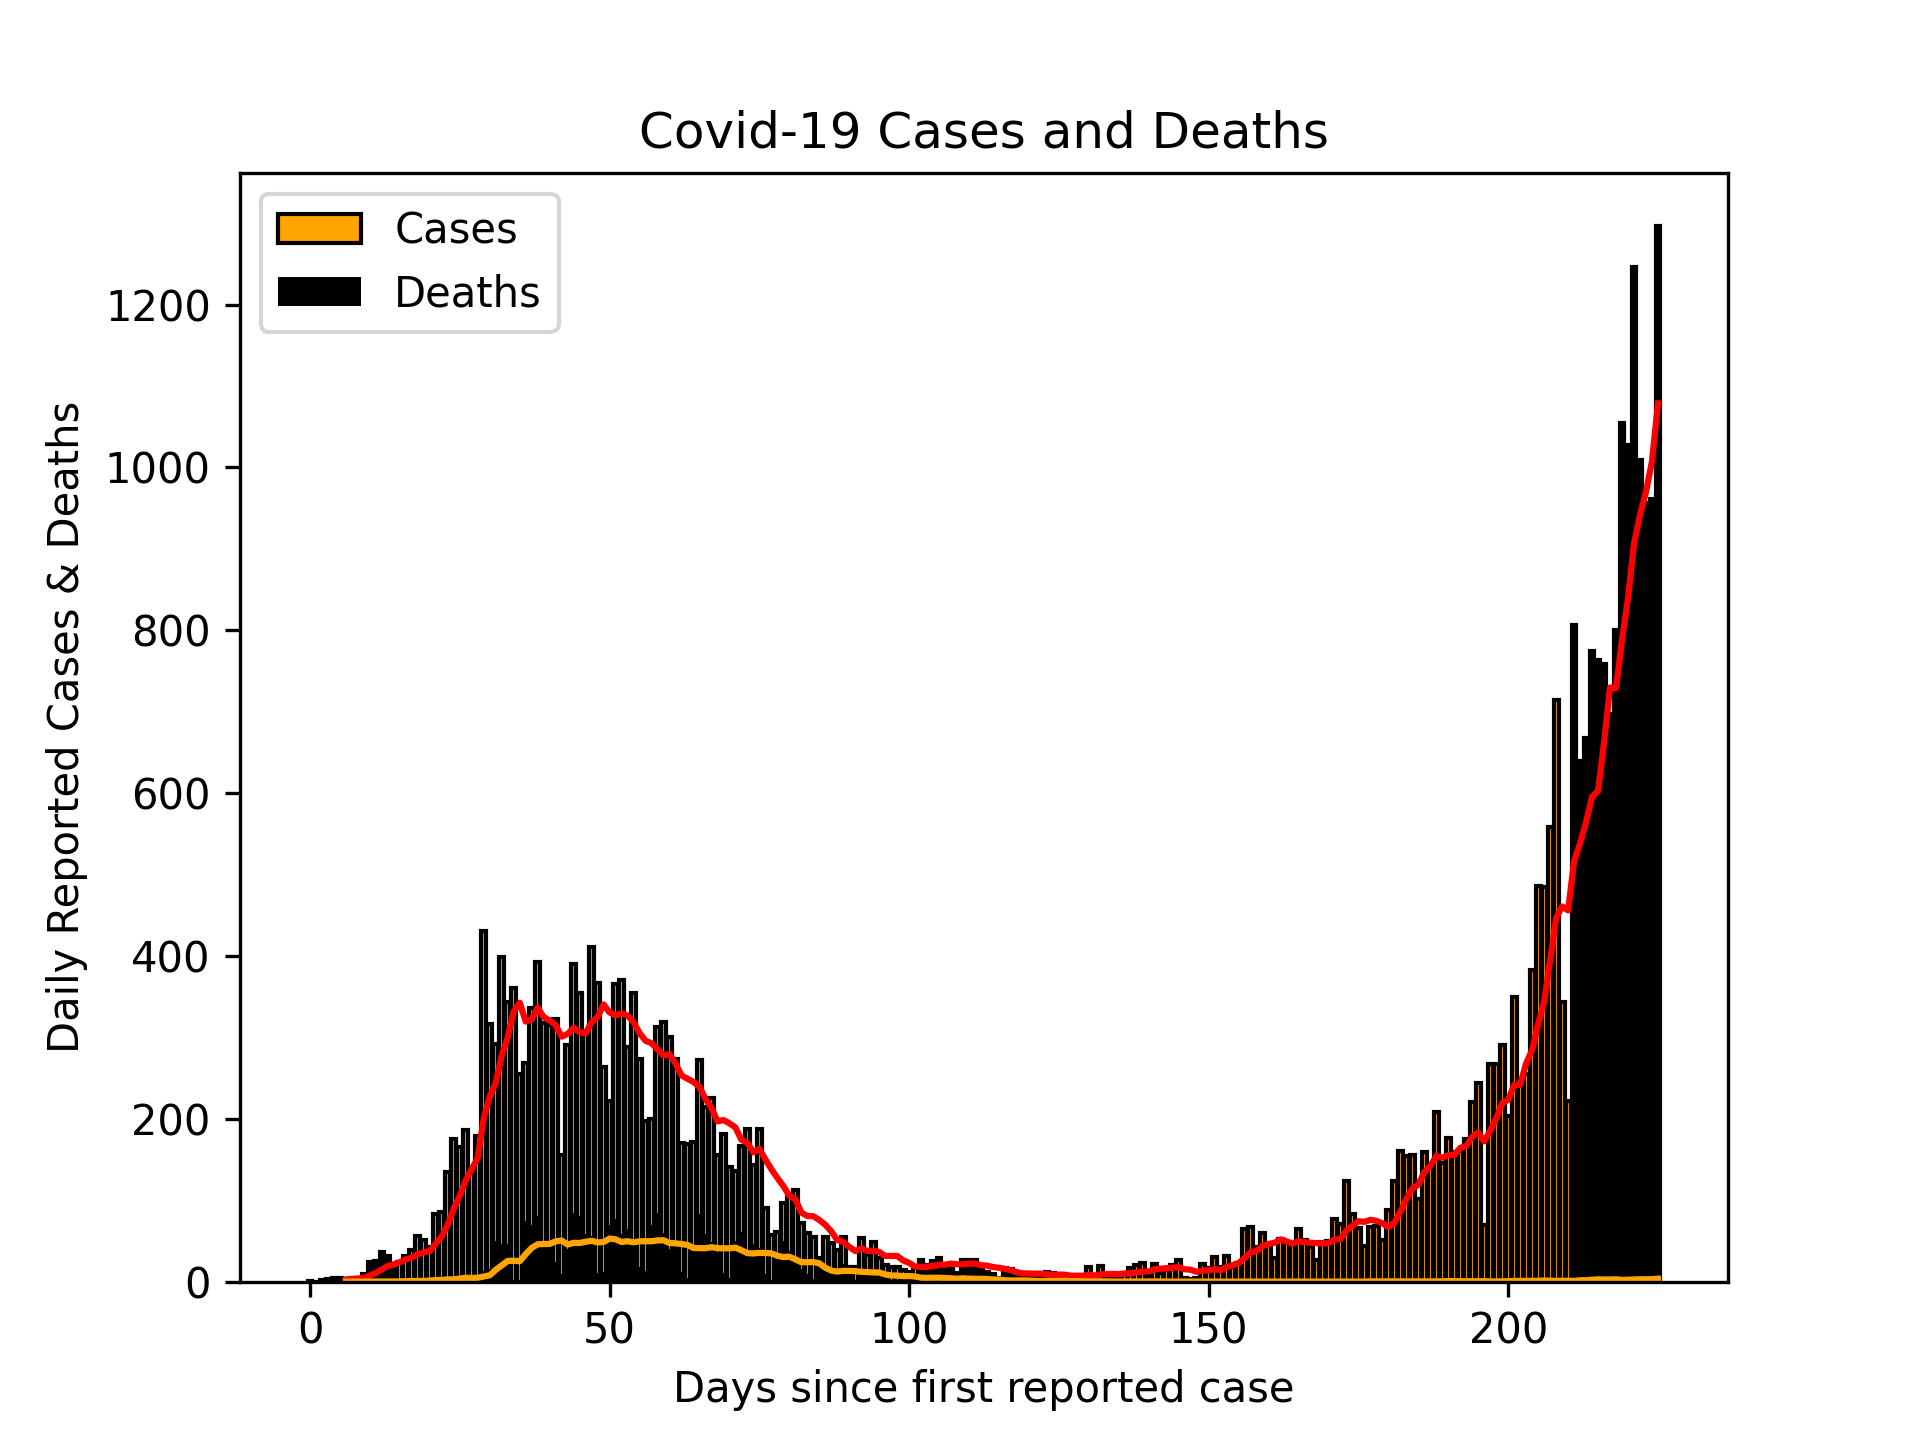 Covid-19 Cases and Deaths
Cases
Deaths
Daily Reported Cases & Deaths
1200
1000
800
600
400
200
0
0 50 100 150 200
Days since first reported case